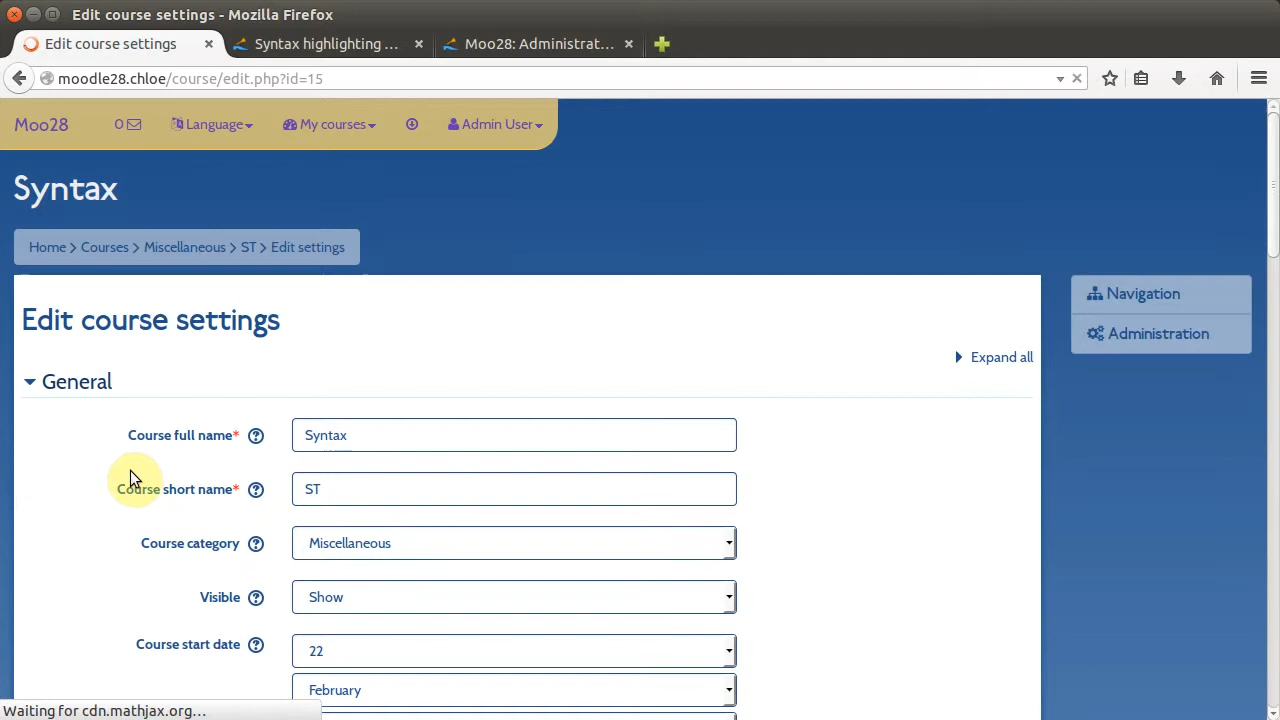 Edit course settings - Mozilla Firefox
Edit course settings
Syntax highlighting ...
Moo28: Administrat...
moodle28.chloe/course/edit.php?id=15
Moo28 0 Language My courses Admin User
Syntax
Home Courses Miscellaneous ST Edit settings
Navigation
Administration
Edit course settings
Expand all
General
Course full name* Syntax
Course short name* ST
Course category Miscellaneous
Visible Show
Course start date 22
February
Waiting for cdn.mathjax.org...